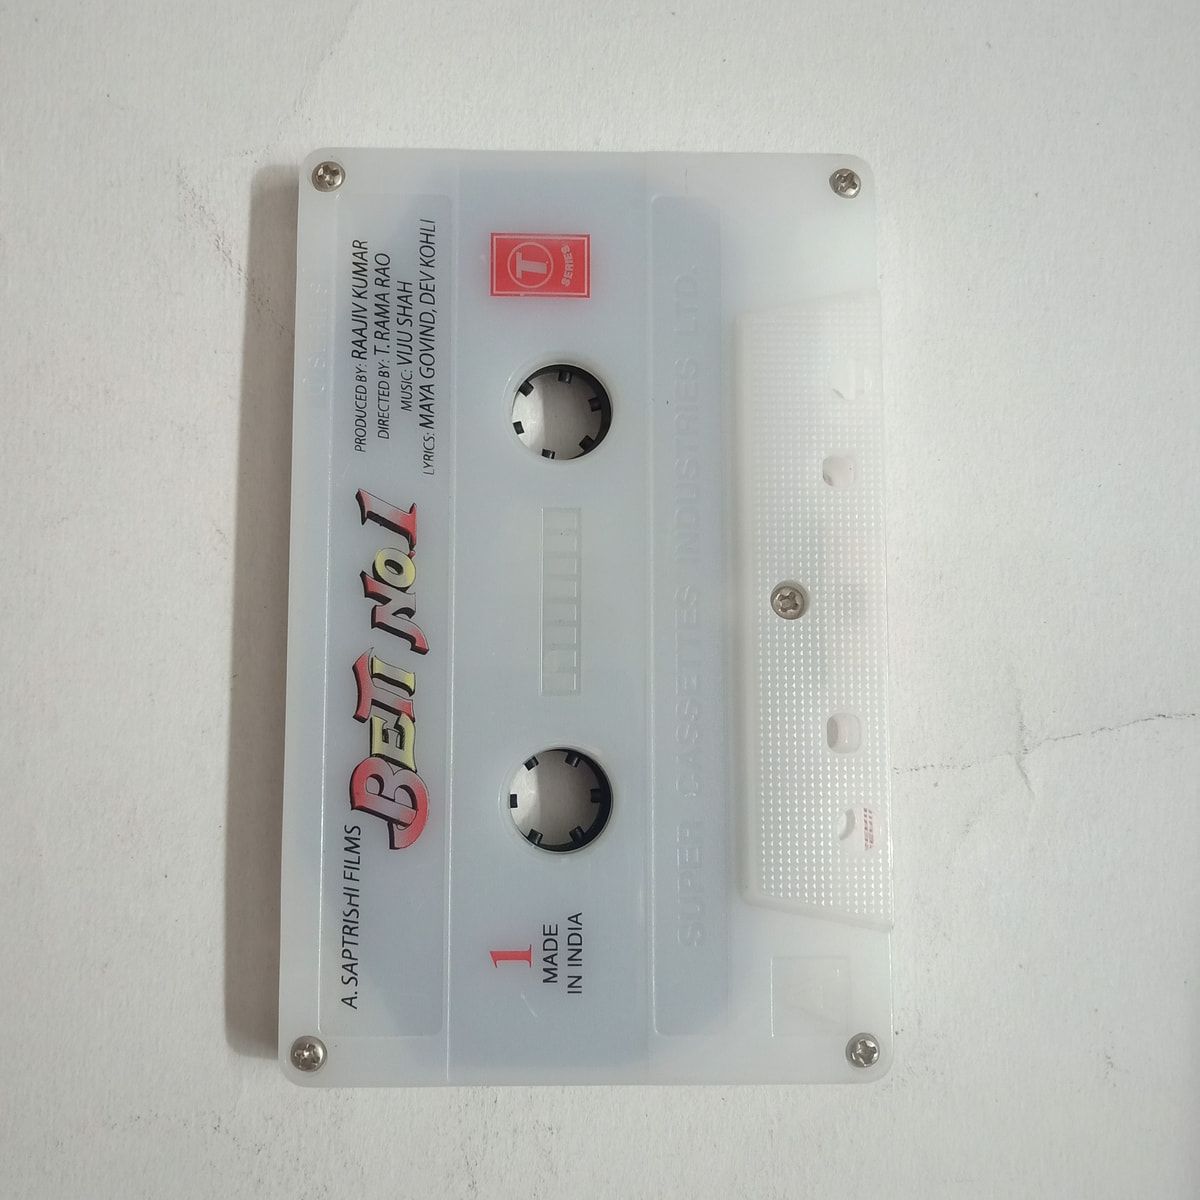 A. SAPTRISHI FILMS
BETI NO.1
PRODUCED BY: RAAJIV KUMAR
DIRECTED BY: T. RAMA RAO
MUSIC: VIJU SHAH
LYRICS: MAYA GOVIND, DEV KOHLI
1
MADE
IN INDIA
T
SERIES
SUPER CASSETTES INDUSTRIES LTD.